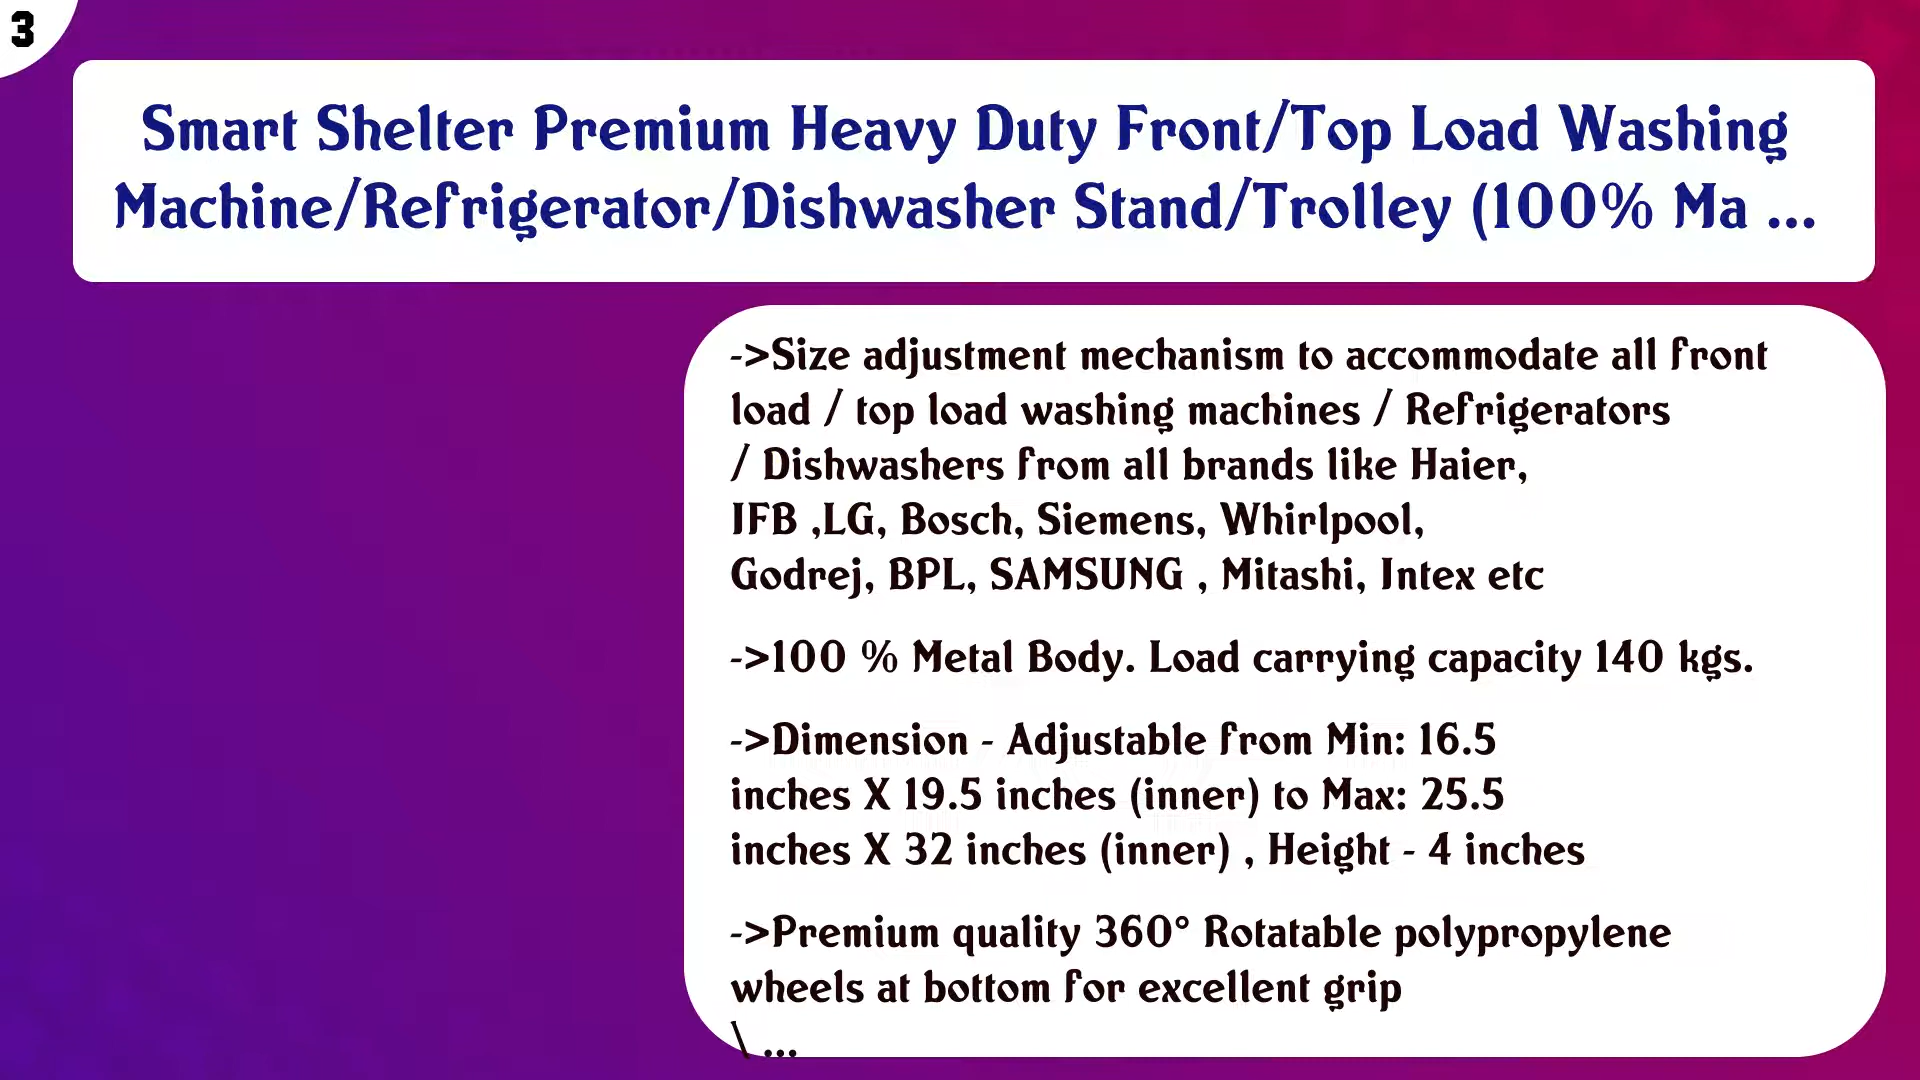 3
Smart Shelter Premium Heavy Duty Front/Top Load Washing
Machine/Refrigerator/Dishwasher Stand/Trolley (100% Ma ...
->Size adjustment mechanism to accommodate all front
load / top load washing machines / Refrigerators
/ Dishwashers from all brands like Haier,
IFB ,LG, Bosch, Siemens, Whirlpool,
Godrej, BPL, SAMSUNG , Mitashi, Intex etc
->100 % Metal Body. Load carrying capacity 140 kgs.
->Dimension - Adjustable from Min: 16.5
inches X 19.5 inches (inner) to Max: 25.5
inches X 32 inches (inner) , Height - 4 inches
->Premium quality 360° Rotatable polypropylene
wheels at bottom for excellent grip
\ ...